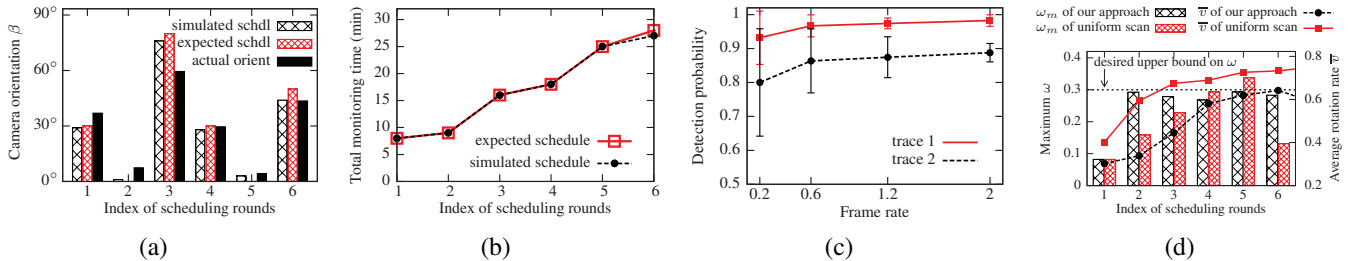 simulated schdl
expected schdl
actual orient
Camera orientation β
90°
60°
30°
0°
1 2 3 4 5 6
Index of scheduling rounds
(a)
Total monitoring time (min)
30
25
20
15
10
5
0
expected schedule
simulated schedule
1 2 3 4 5 6
Index of scheduling rounds
(b)
Detection probability
1
0.9
0.8
0.7
0.6
0.5
trace 1
trace 2
0.2 0.6 1.2 2
Frame rate
(c)
ω_m of our approach
ω_m of uniform scan
v̅ of our approach
v̅ of uniform scan
desired upper bound on ω
Maximum ω
0.4
0.3
0.2
0.1
0
0.8
0.6
0.4
0.2
Average rotation rate v̅
1 2 3 4 5 6
Index of scheduling rounds
(d)